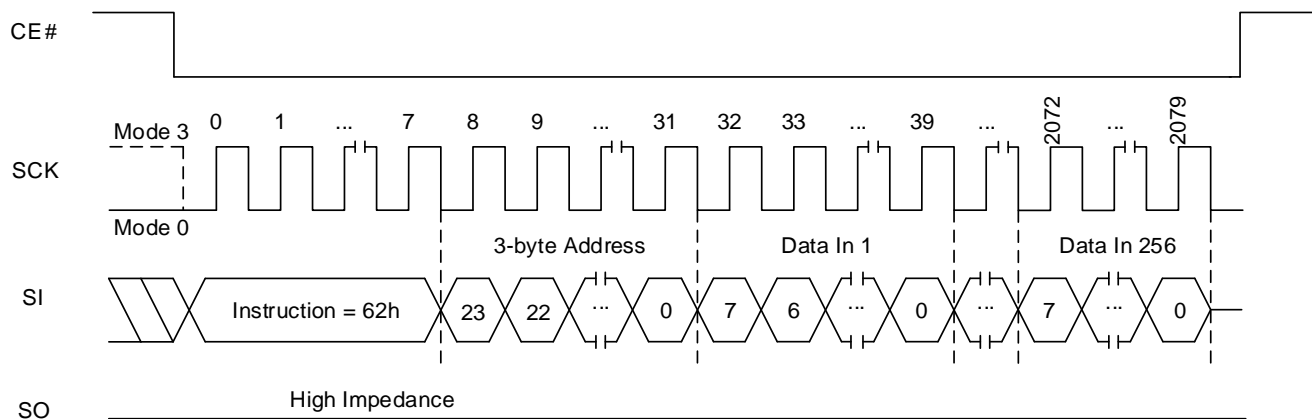 CE#
Mode 3
0 1 ... 7 8 9 ... 31 32 33 ... 39 ... 2072 ... 2079
SCK
Mode 0
3-byte Address Data In 1 Data In 256
SI
Instruction = 62h 23 22 ... 0 7 6 ... 0 ... 7 ... 0
High Impedance
SO